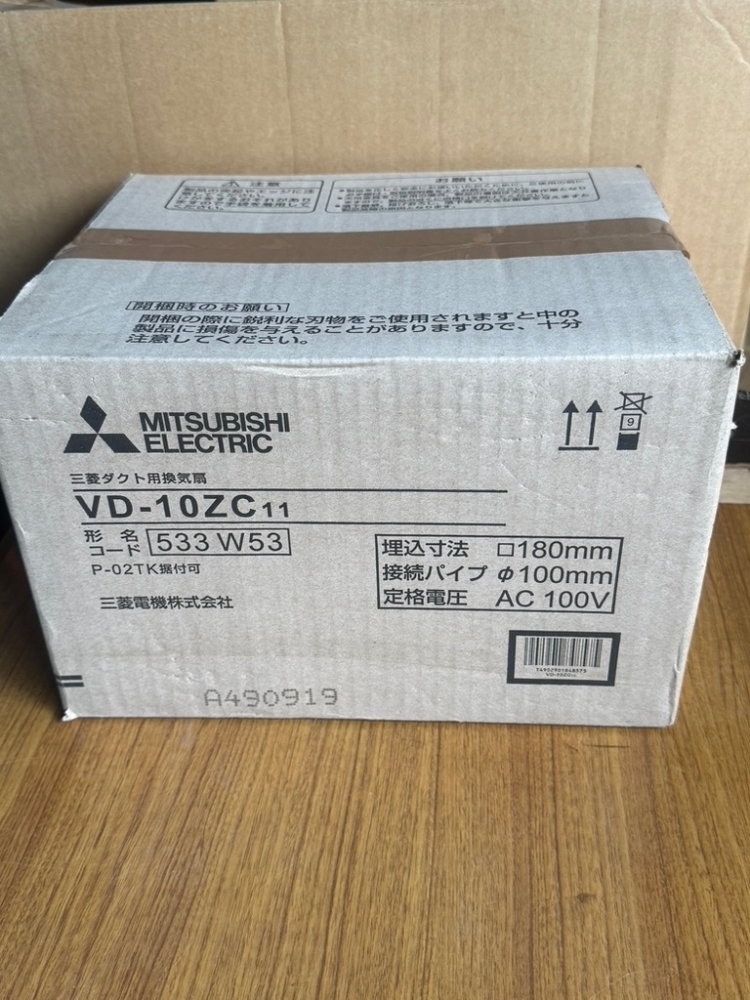 注意
お願い
開梱時のお願い
開梱の際に鋭利な刃物をご使用されますと中の
製品に損傷を与えることがありますので、十分
注意してください。
MITSUBISHI
ELECTRIC
9
三菱ダクト用換気扇
VD-10ZC11
形名
コード 533 W53
P-02TK据付可
三菱電機株式会社
埋込寸法 □180mm
接続パイプ φ100mm
定格電圧 AC 100V
A490919